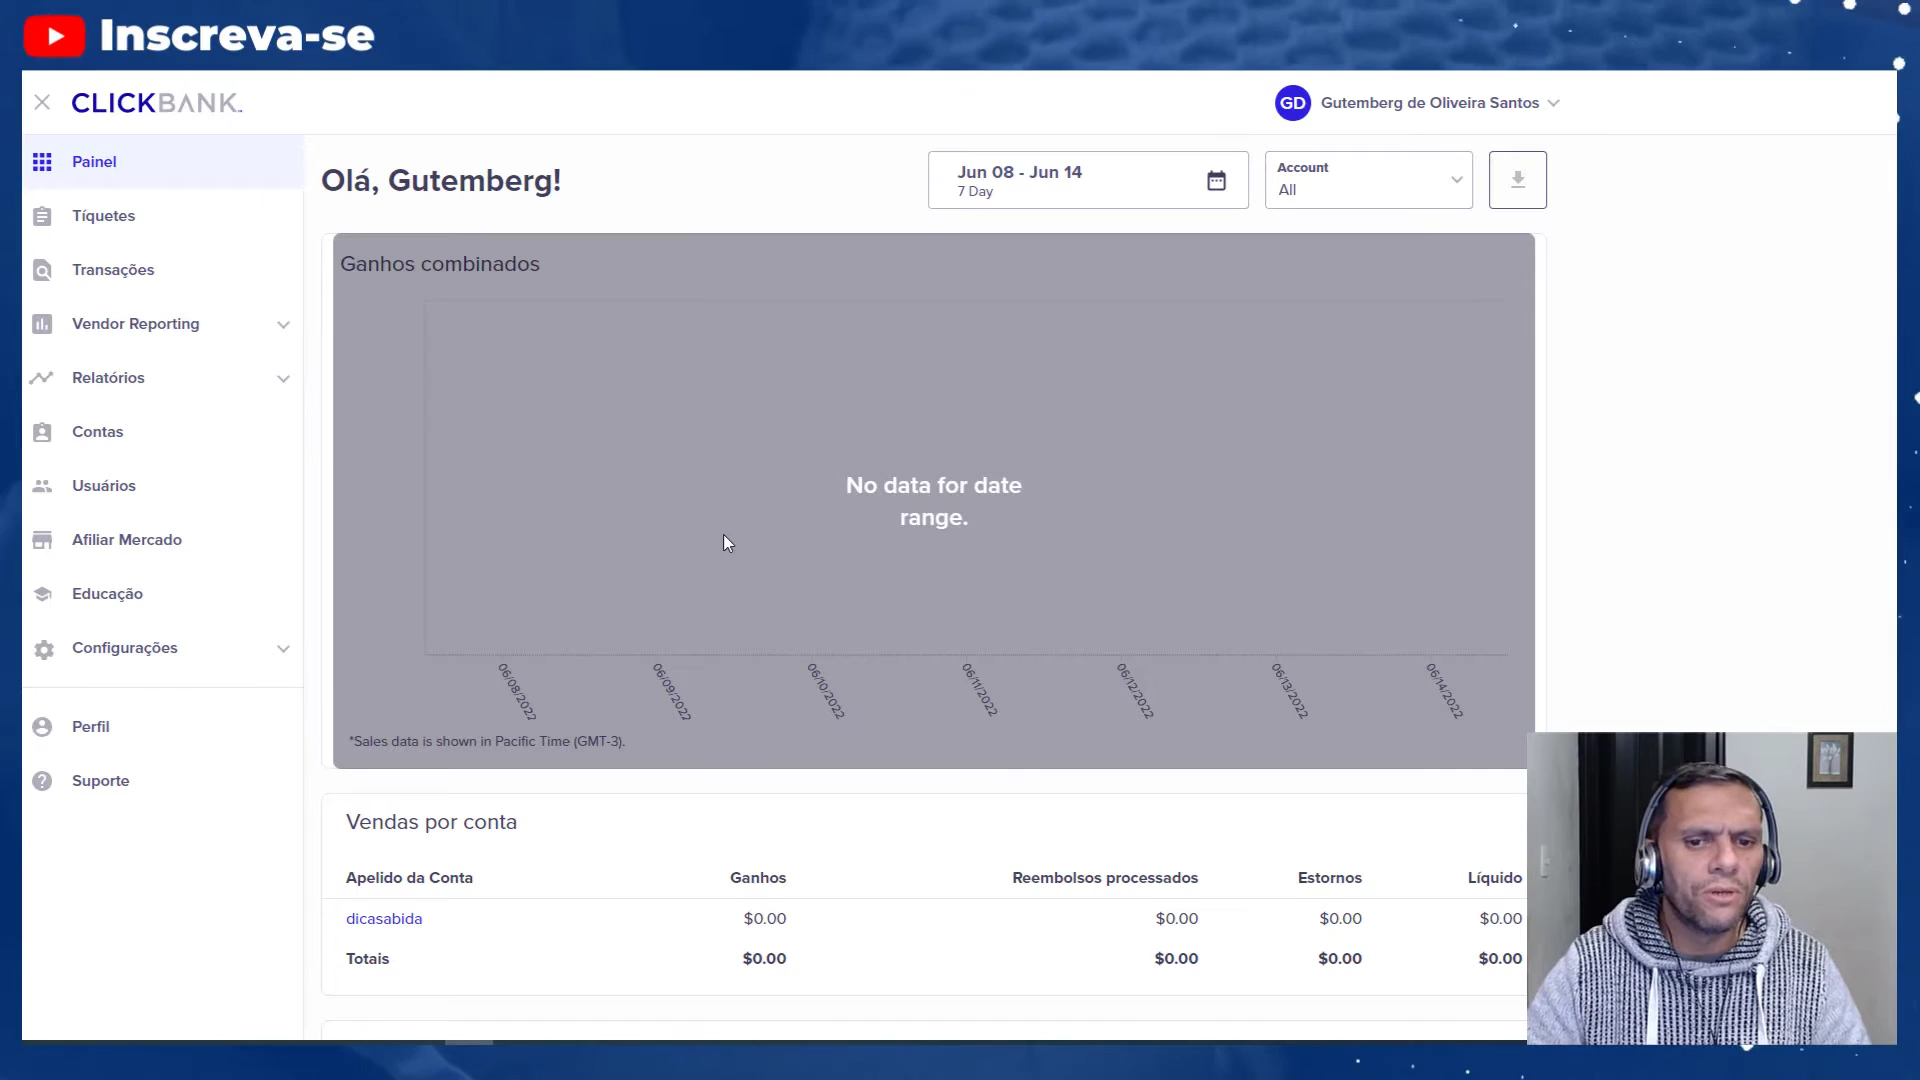 Inscreva-se
CLICKBANK
GD Gutemberg de Oliveira Santos
Painel
Tíquetes
Transações
Vendor Reporting
Relatórios
Contas
Usuários
Afiliar Mercado
Educação
Configurações
Perfil
Suporte
Olá, Gutemberg!
Jun 08 - Jun 14
7 Day
Account
All
Ganhos combinados
No data for date
range.
06/08/2022 06/09/2022 06/10/2022 06/11/2022 06/12/2022 06/13/2022 06/14/2022
*Sales data is shown in Pacific Time (GMT-3).
Vendas por conta
Apelido da Conta Ganhos Reembolsos processados Estornos Líquido
dicasabida $0.00 $0.00 $0.00 $0.00
Totais $0.00 $0.00 $0.00 $0.00